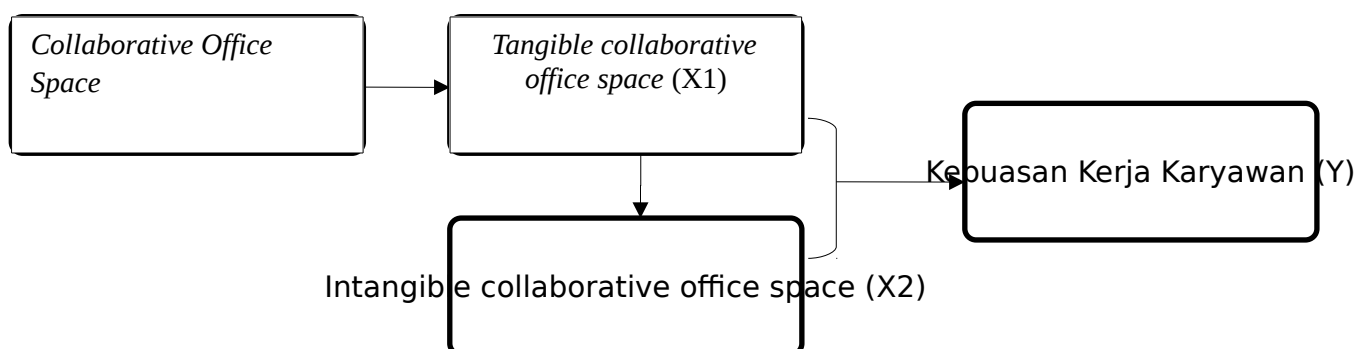 Collaborative Office
Space
Tangible collaborative
office space (X1)
Kepuasan Kerja Karyawan (Y)
Intangible collaborative office space (X2)